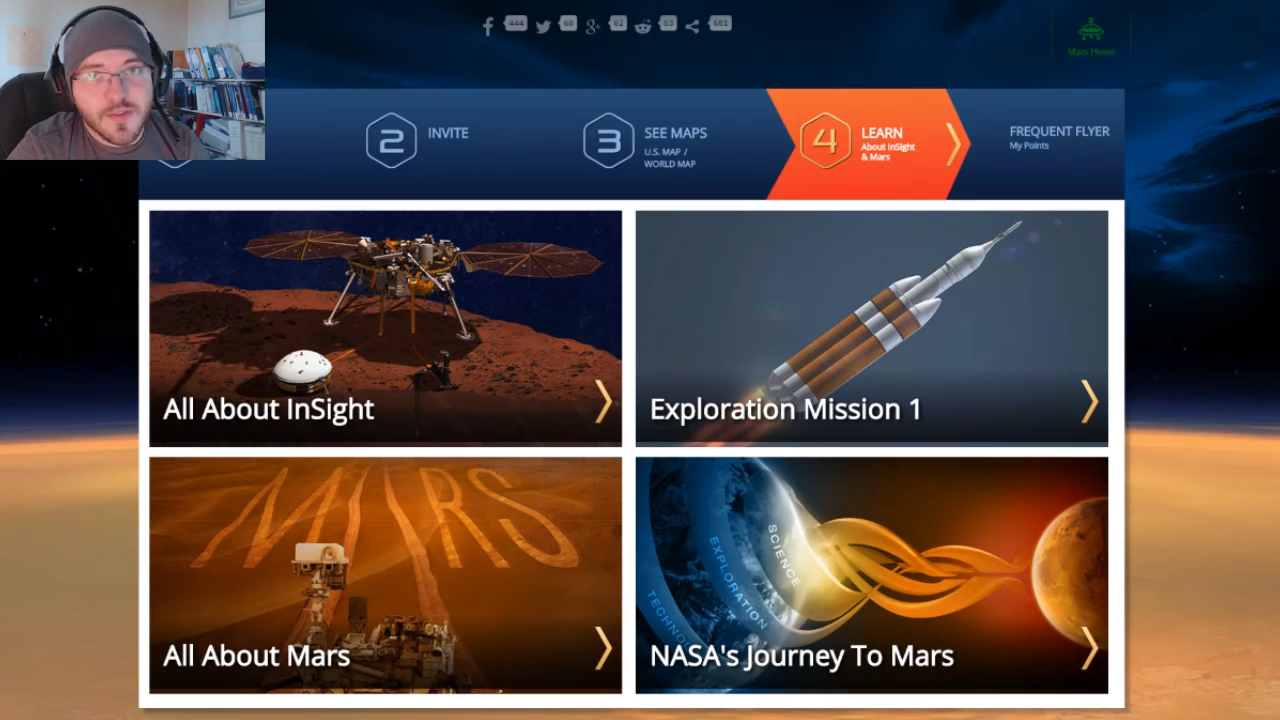 444
60
g+
62
63
681
Mars Home
2
INVITE
3
SEE MAPS
U.S. MAP /
WORLD MAP
4
LEARN
About InSight
& Mars
FREQUENT FLYER
My Points
All About InSight
Exploration Mission 1
MARS
All About Mars
SCIENCE
EXPLORATION
TECHNO
NASA's Journey To Mars